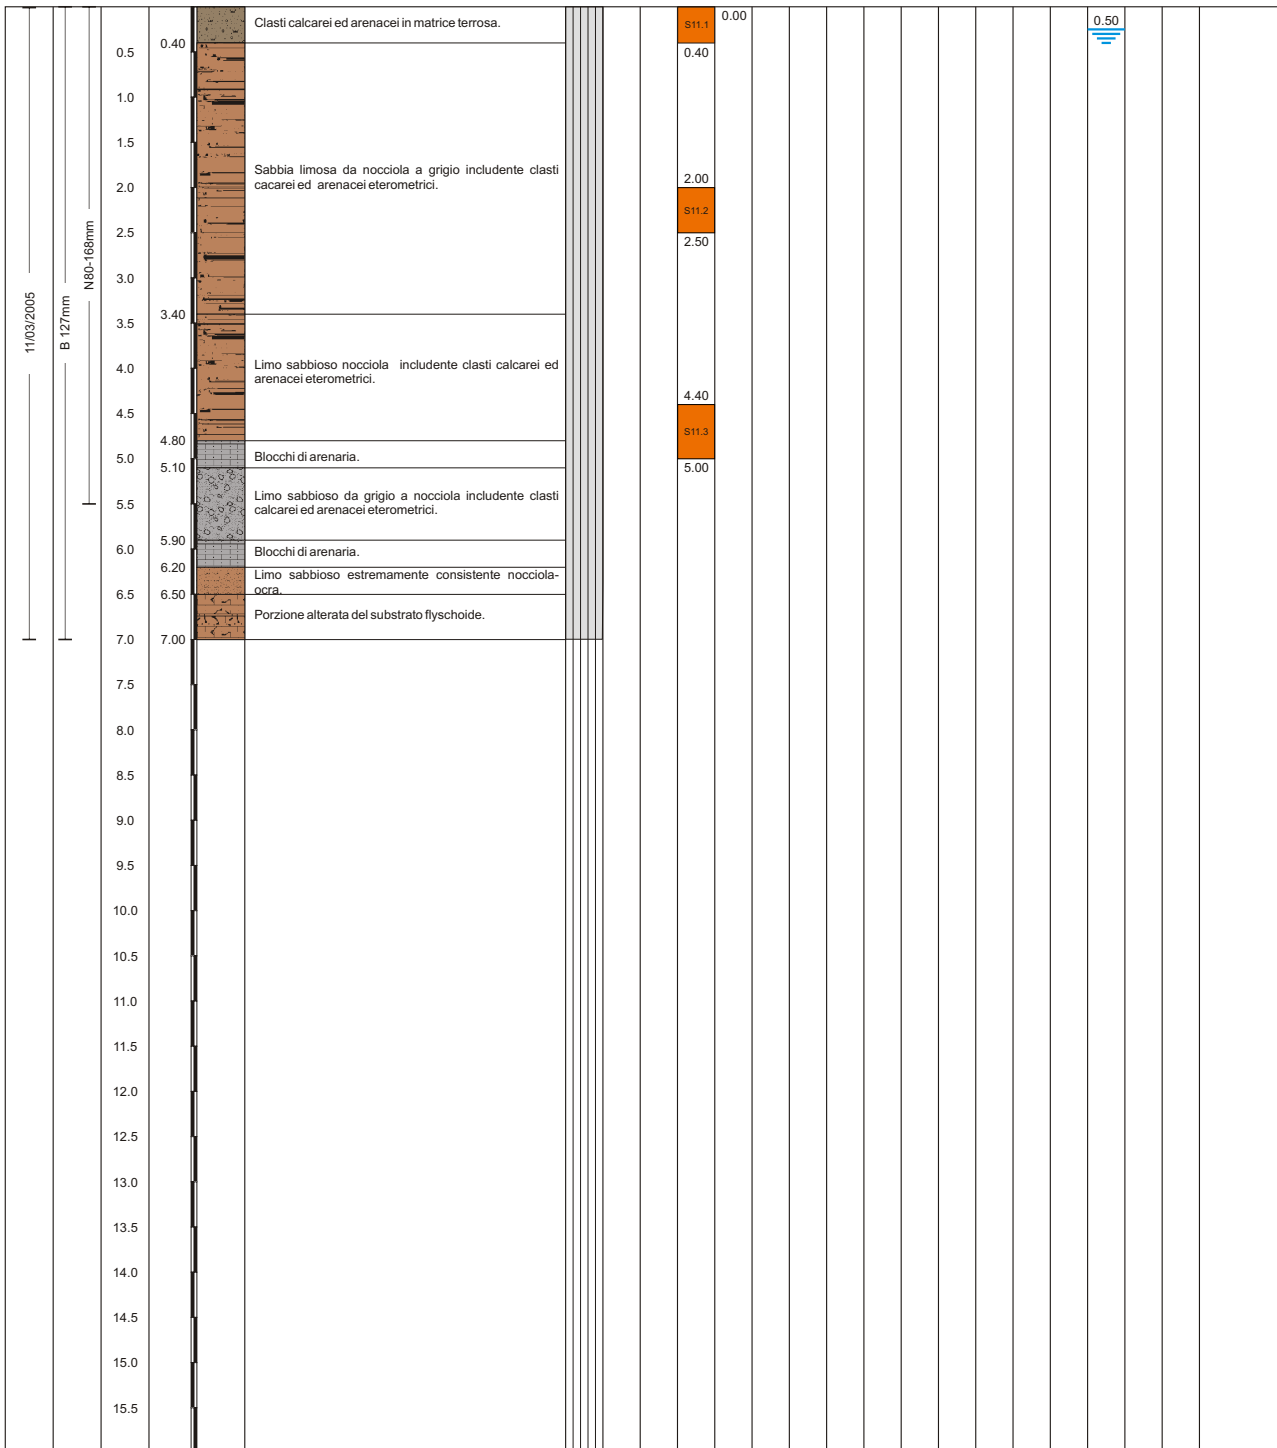 Clasti calcarei ed arenacei in matrice terrosa.
S11.1
0.00
0.50
0.40
0.5
0.40
1.0
1.5
Sabbia limosa da nocciola a grigio includente clasti
cacarei ed arenacei eterometrici.
2.00
2.0
S11.2
N80-168mm
2.5
2.50
3.0
11/03/2005
B 127mm
3.40
3.5
Limo sabbioso nocciola includente clasti calcarei ed
arenacei eterometrici.
4.0
4.40
4.5
S11.3
4.80
Blocchi di arenaria.
5.0
5.10
5.00
Limo sabbioso da grigio a nocciola includente clasti
calcarei ed arenacei eterometrici.
5.5
5.90
Blocchi di arenaria.
6.0
6.20
Limo sabbioso estremamente consistente nocciola-
ocra.
6.5
6.50
Porzione alterata del substrato flyschoide.
7.0
7.00
7.5
8.0
8.5
9.0
9.5
10.0
10.5
11.0
11.5
12.0
12.5
13.0
13.5
14.0
14.5
15.0
15.5